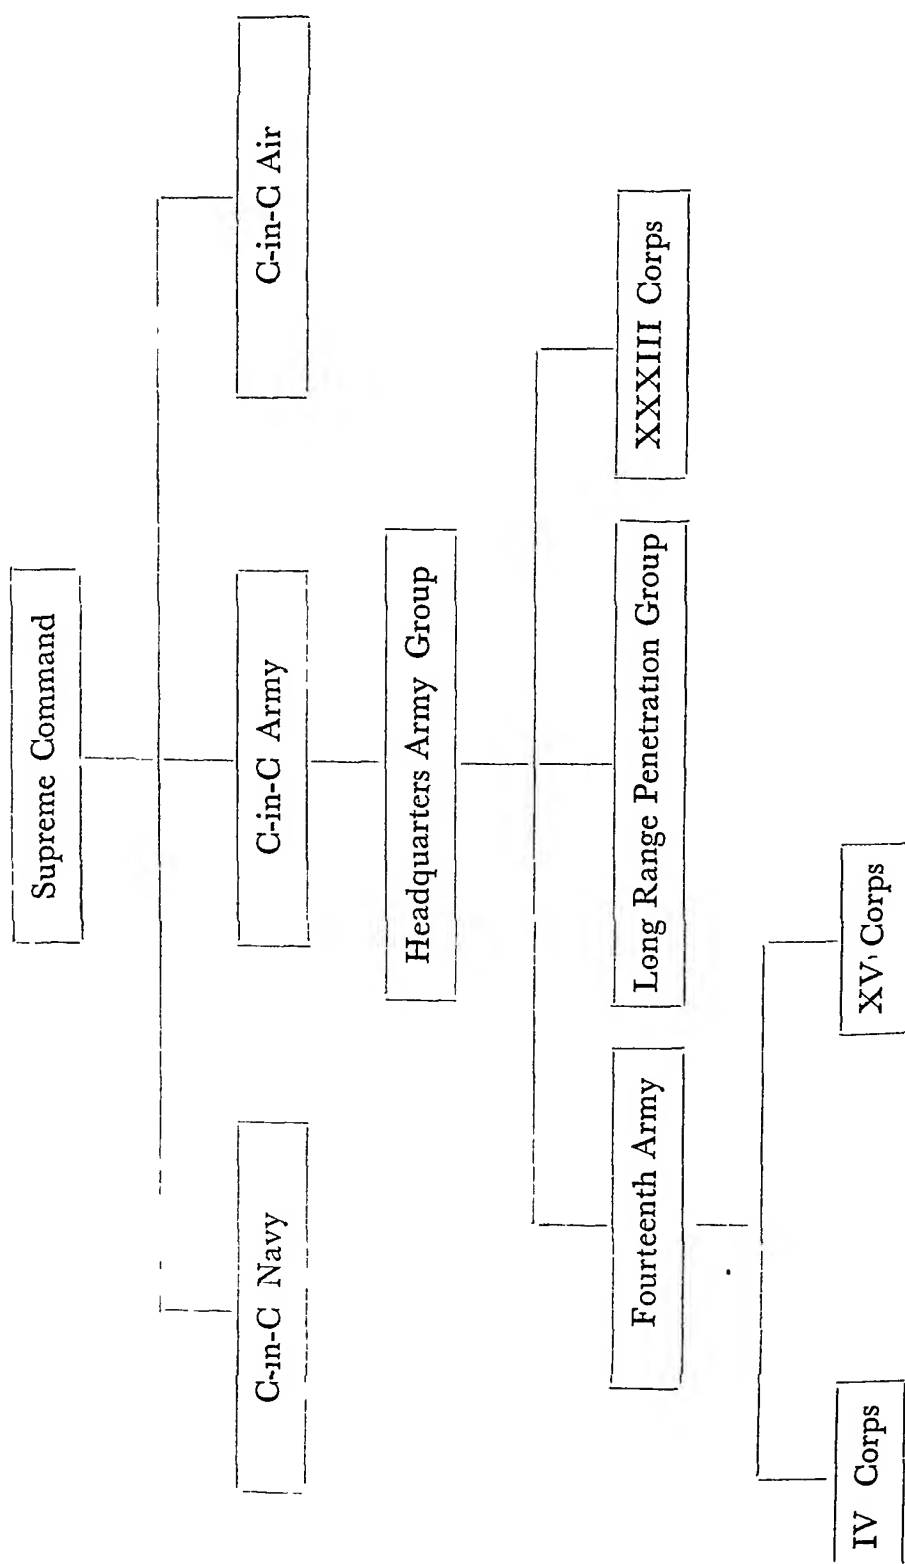 Supreme Command
C-in-C Navy
C-in-C Army
C-in-C Air
Headquarters Army Group
Fourteenth Army
Long Range Penetration Group
XXXIII Corps
IV Corps
XV Corps